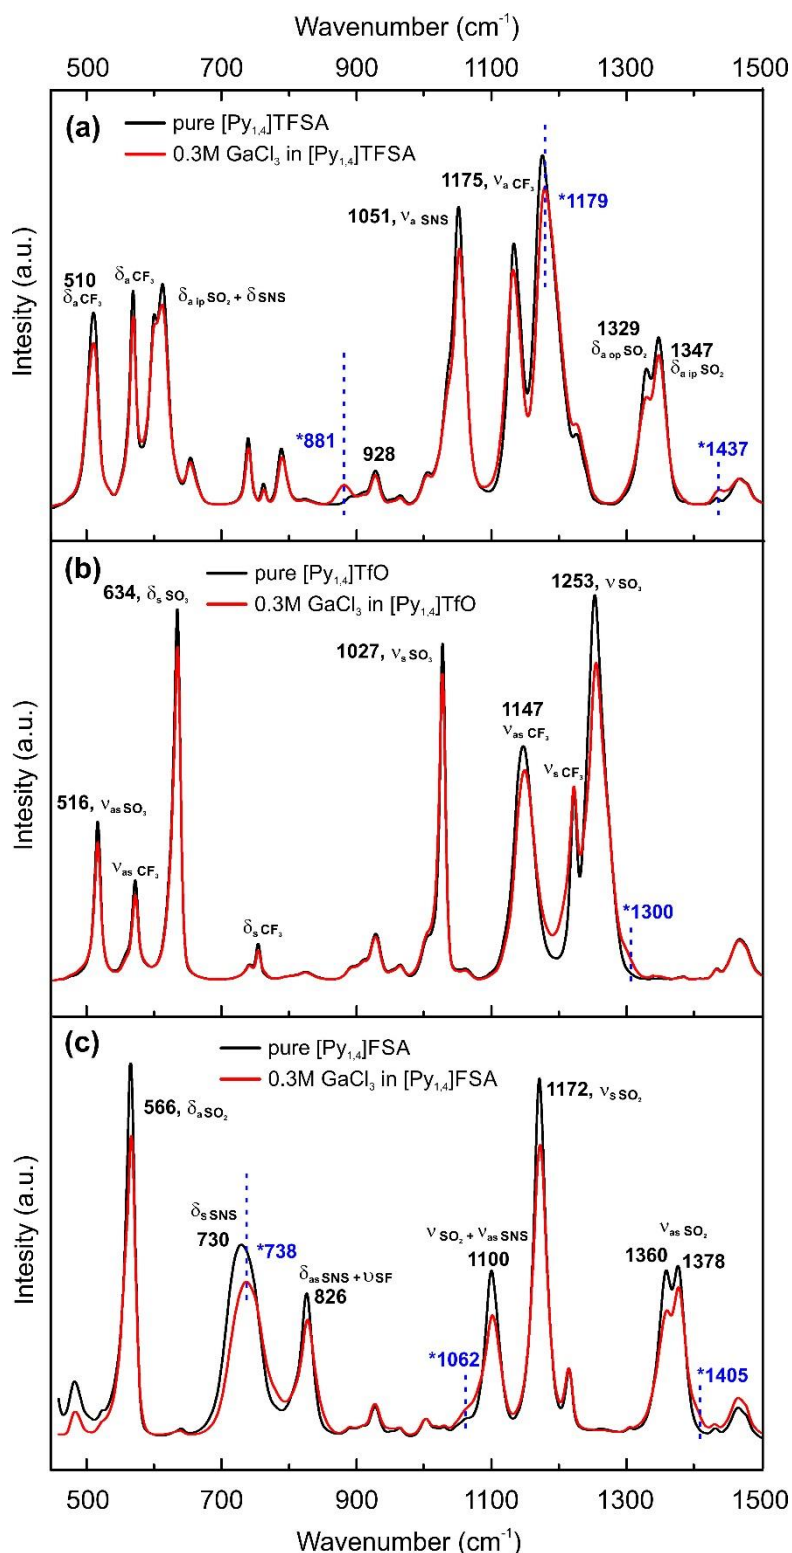 Wavenumber (cm⁻¹)
500 700 900 1100 1300 1500
(a)
pure [Py₁,₄]TFSA
0.3M GaCl₃ in [Py₁,₄]TFSA
1175, νₐ CF₃
*1179
1051, νₐ SNS
510
δₐ CF₃
δₐ CF₃
δₐ ip SO₂ + δ SNS
1329
δₐ op SO₂
1347
δₐ ip SO₂
*881
928
*1437
Intesity (a.u.)
(b)
pure [Py₁,₄]TfO
0.3M GaCl₃ in [Py₁,₄]TfO
634, δₛ SO₃
1253, ν SO₃
1027, νₛ SO₃
1147
νₐₛ CF₃
νₛ CF₃
516, νₐₛ SO₃
νₐₛ CF₃
δₛ CF₃
*1300
Intesity (a.u.)
(c)
pure [Py₁,₄]FSA
0.3M GaCl₃ in [Py₁,₄]FSA
566, δₐ SO₂
1172, νₛ SO₂
δₛ SNS
730
*738
δₐₛ SNS + υSF
826
ν SO₂ + νₐₛ SNS
1100
νₐₛ SO₂
1360 1378
*1062
*1405
Intesity (a.u.)
500 700 900 1100 1300 1500
Wavenumber (cm⁻¹)